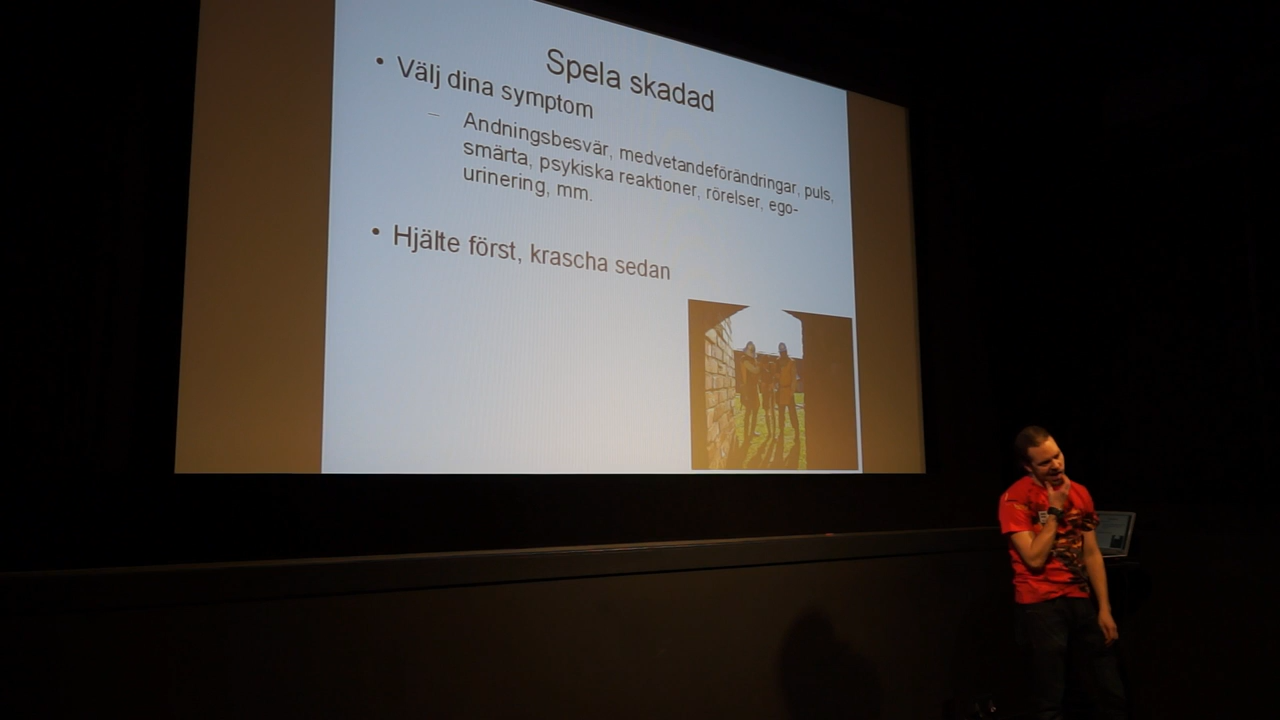 Spela skadad
• Välj dina symptom
– Andningsbesvär, medvetandeförändringar, puls,
smärta, psykiska reaktioner, rörelser, ego-
urinering, mm.
• Hjälte först, krascha sedan